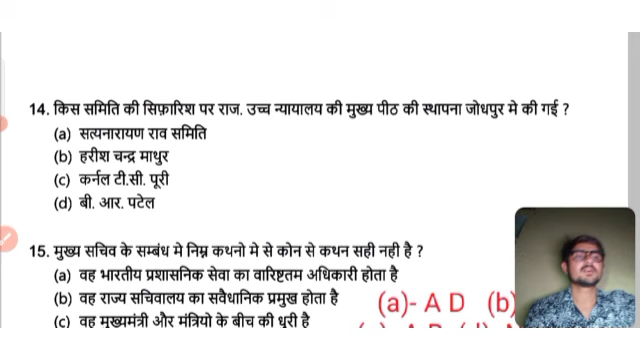 14. किस समिति की सिफ़ारिश पर राज. उच्च न्यायालय की मुख्य पीठ की स्थापना जोधपुर मे की गई ?
(a) सत्यनारायण राव समिति
(b) हरीश चन्द्र माथुर
(c) कर्नल टी.सी. पूरी
(d) बी. आर. पटेल
15. मुख्य सचिव के सम्बंध मे निम्न कथनो मे से कोन से कथन सही नही है ?
(a) वह भारतीय प्रशासनिक सेवा का वारिष्टतम अधिकारी होता है
(b) वह राज्य सचिवालय का सवैधानिक प्रमुख होता है
(a)- A D (b)
(c) वह मुख्यमंत्री और मंत्रियो के बीच की धूरी है